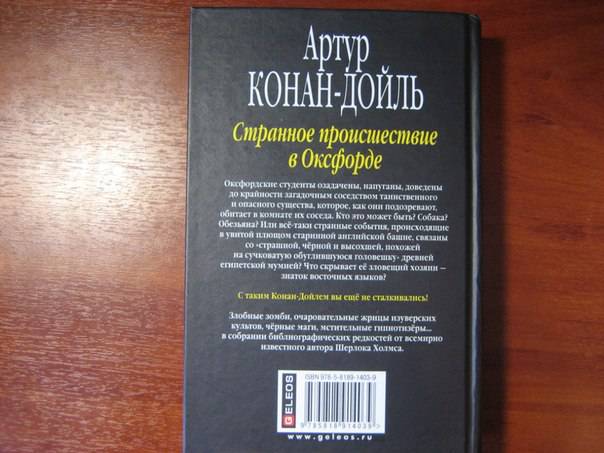 Артур
КОНАН-ДОЙЛЬ
Странное происшествие
в Оксфорде
Оксфордские студенты озадачены, напуганы, доведены
до крайности загадочным соседством таинственного
и опасного существа, которое, как они подозревают,
обитает в комнате их соседа. Кто это может быть? Собака?
Обезьяна? Или всё-таки странные события, происходящие
в увитой плющом старинной английской башне, связаны
со «страшной, чёрной и высохшей, похожей
на сучковатую обуглившуюся головешку» древней
египетской мумией? Что скрывает её зловещий хозяин –
знаток восточных языков?
С таким Конан-Дойлем вы ещё не сталкивались!
Злобные зомби, очаровательные жрицы изуверских
культов, чёрные маги, мстительные гипнотизёры...
в собрании библиографических редкостей от всемирно
известного автора Шерлока Холмса.
GELEOS
ISBN 978-5-8189-1403-9
9 785818 914039 >
www.geleos.ru